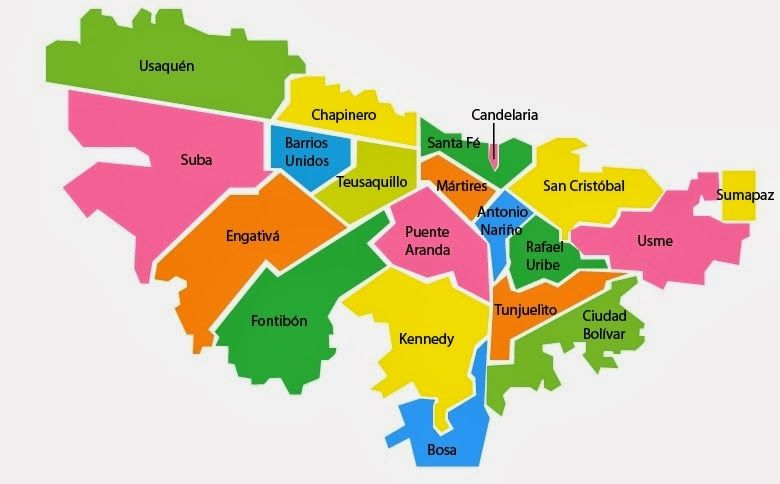 Usaquén
Chapinero
Candelaria
Santa Fé
Barrios
Unidos
Suba
Teusaquillo
Mártires
San Cristóbal
Sumapaz
Antonio
Nariño
Engativá
Puente
Aranda
Rafael
Uribe
Usme
Fontibón
Tunjuelito
Ciudad
Bolívar
Kennedy
Bosa